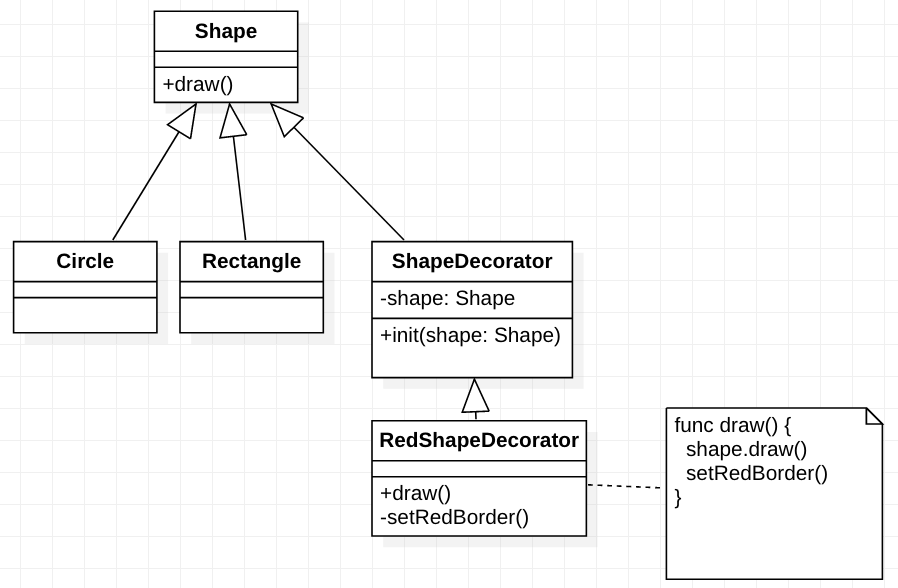 Shape
+draw()
Circle
Rectangle
ShapeDecorator
-shape: Shape
+init(shape: Shape)
RedShapeDecorator
+draw()
-setRedBorder()
func draw() {
  shape.draw()
  setRedBorder()
}